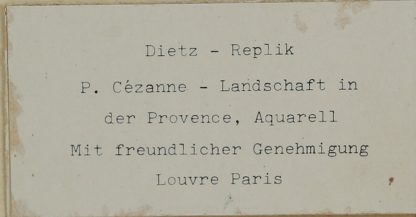 Dietz - Replik
P. Cézanne - Landschaft in
der Provence, Aquarell
Mit freundlicher Genehmigung
Louvre Paris